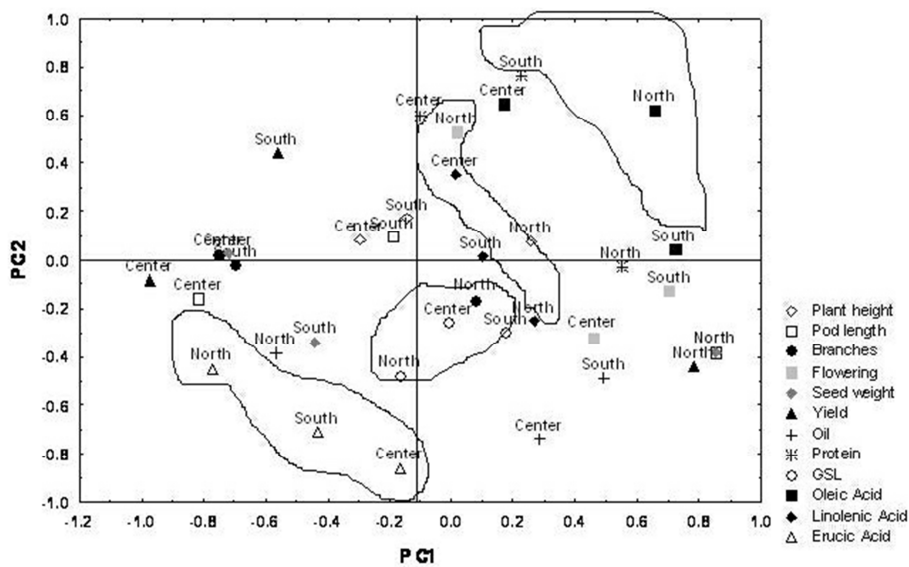 1.0
0.8
0.6
0.4
0.2
0.0
-0.2
-0.4
-0.6
-0.8
-1.0
PC2
South
Center
North
Center
North
South
Center
South
Center
South
North
South
North
South
Center
South
Center
Center
North
South
Center
North
South
North
South
Center
North
North
North
South
North
South
Center
Center
-1.2 -1.0 -0.8 -0.6 -0.4 -0.2 0.0 0.2 0.4 0.6 0.8 1.0
PC1
Plant height
Pod length
Branches
Flowering
Seed weight
Yield
Oil
Protein
GSL
Oleic Acid
Linolenic Acid
Erucic Acid